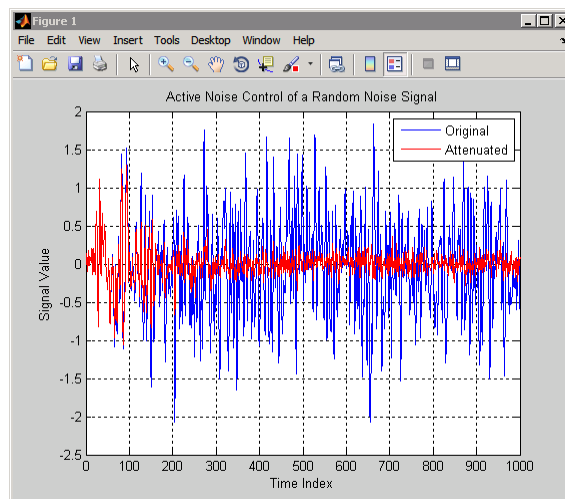 Figure 1
File Edit View Insert Tools Desktop Window Help
Active Noise Control of a Random Noise Signal
Original
Attenuated
Signal Value
2
1.5
1
0.5
0
-0.5
-1
-1.5
-2
-2.5
0 100 200 300 400 500 600 700 800 900 1000
Time Index